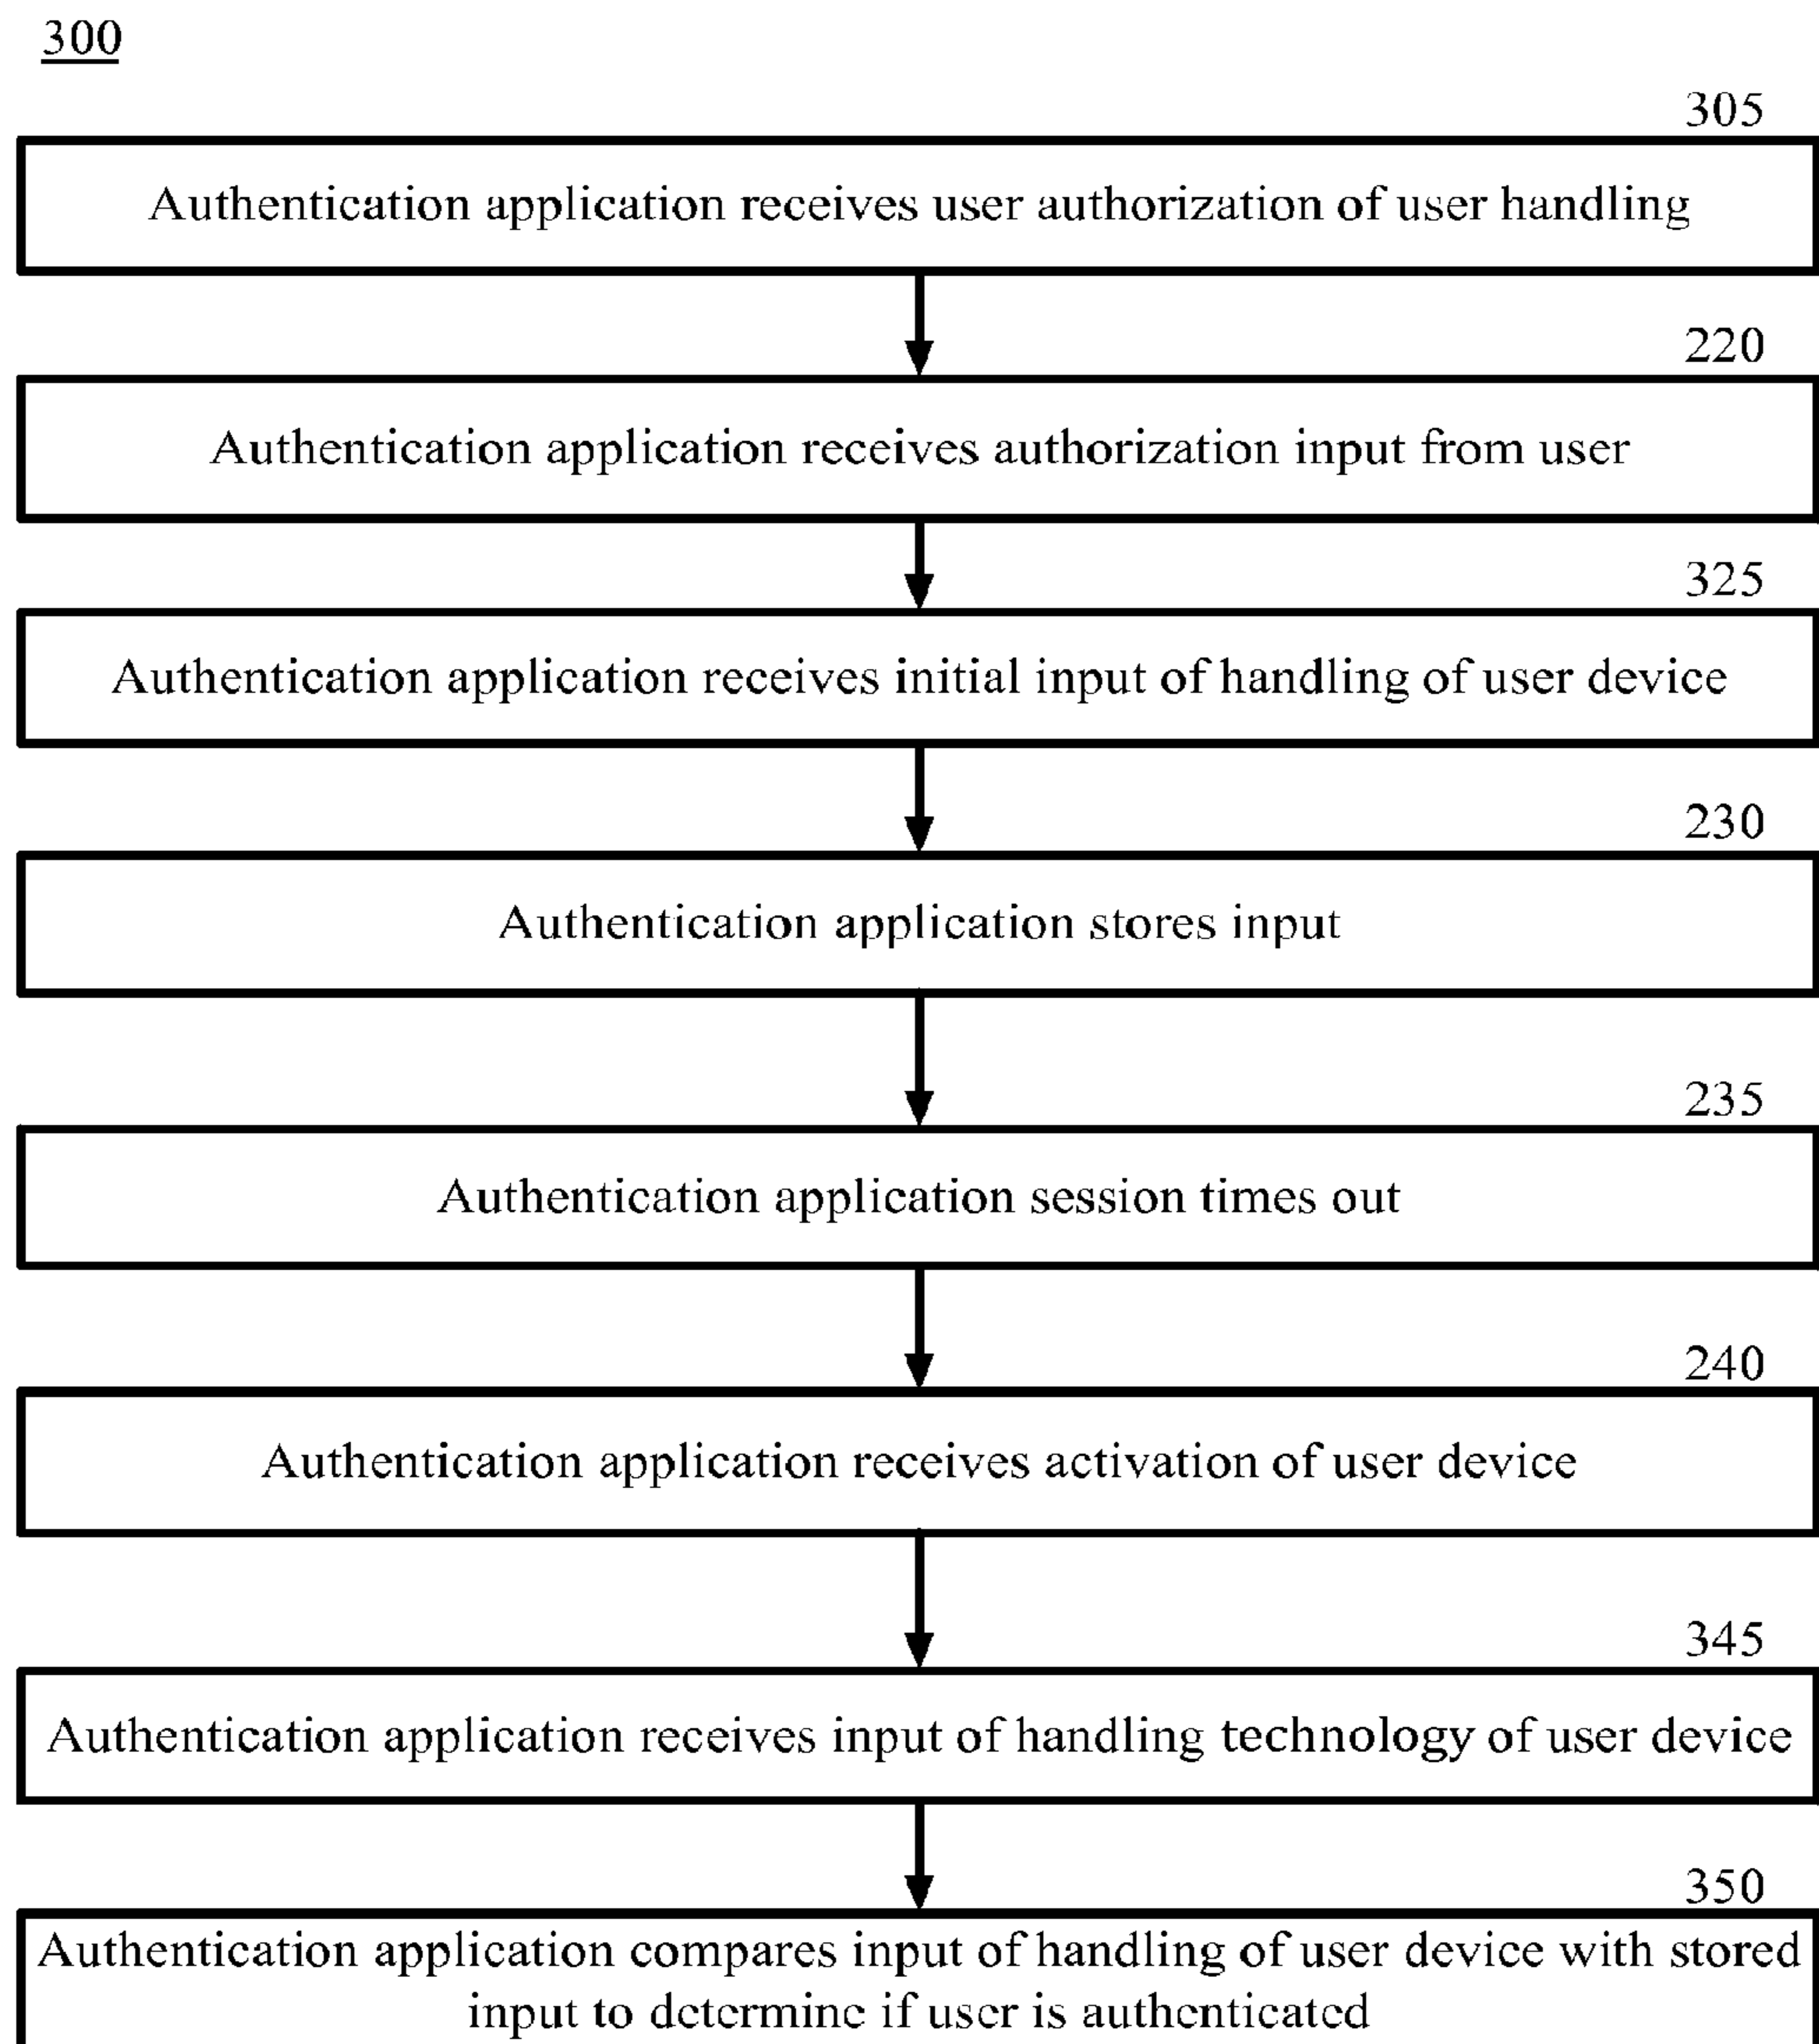 300
305
Authentication application receives user authorization of user handling
220
Authentication application receives authorization input from user
325
Authentication application receives initial input of handling of user device
230
Authentication application stores input
235
Authentication application session times out
240
Authentication application receives activation of user device
345
Authentication application receives input of handling technology of user device
350
Authentication application compares input of handling of user device with stored
input to determine if user is authenticated